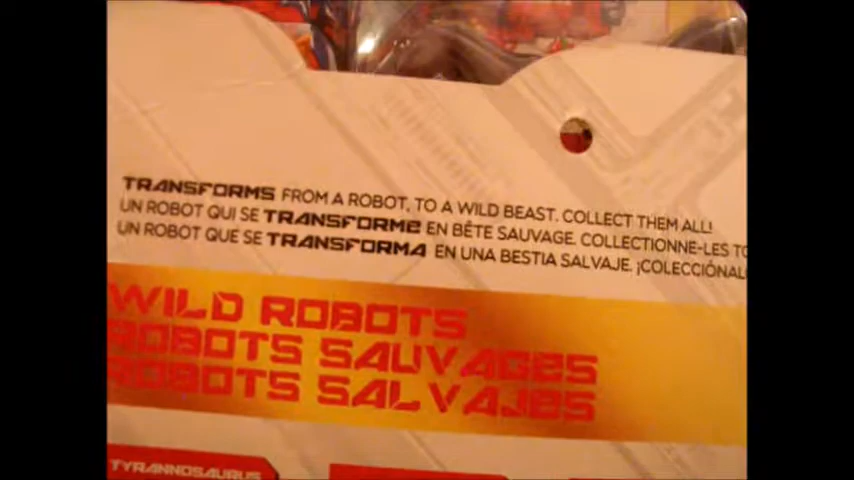 TRANSFORMS FROM A ROBOT, TO A WILD BEAST. COLLECT THEM ALL!
UN ROBOT QUI SE TRANSFORME EN BÊTE SAUVAGE. COLLECTIONNE-LES TO
UN ROBOT QUE SE TRANSFORMA EN UNA BESTIA SALVAJE. ¡COLECCIÓNAL
WILD ROBOTS
ROBOTS SAUVAGES
ROBOTS SALVAJES
TYRANNOSAURUS